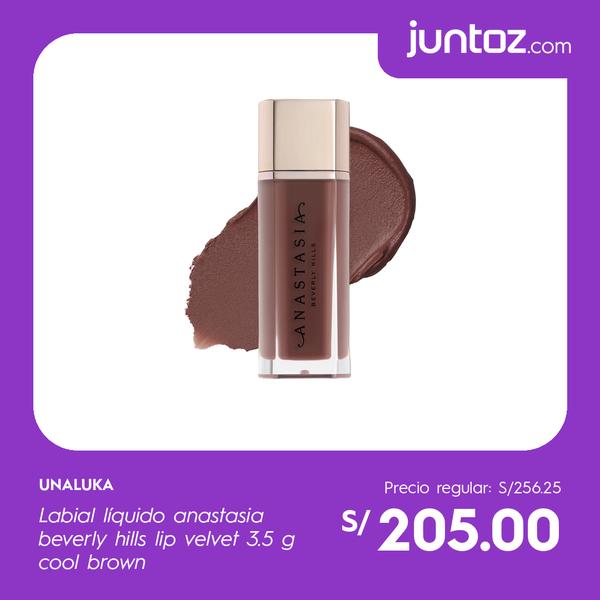 juntoz.com
ANASTASIA
BEVERLY HILLS
UNALUKA
Labial líquido anastasia
beverly hills lip velvet 3.5 g
cool brown
Precio regular: S/256.25
S/ 205.00